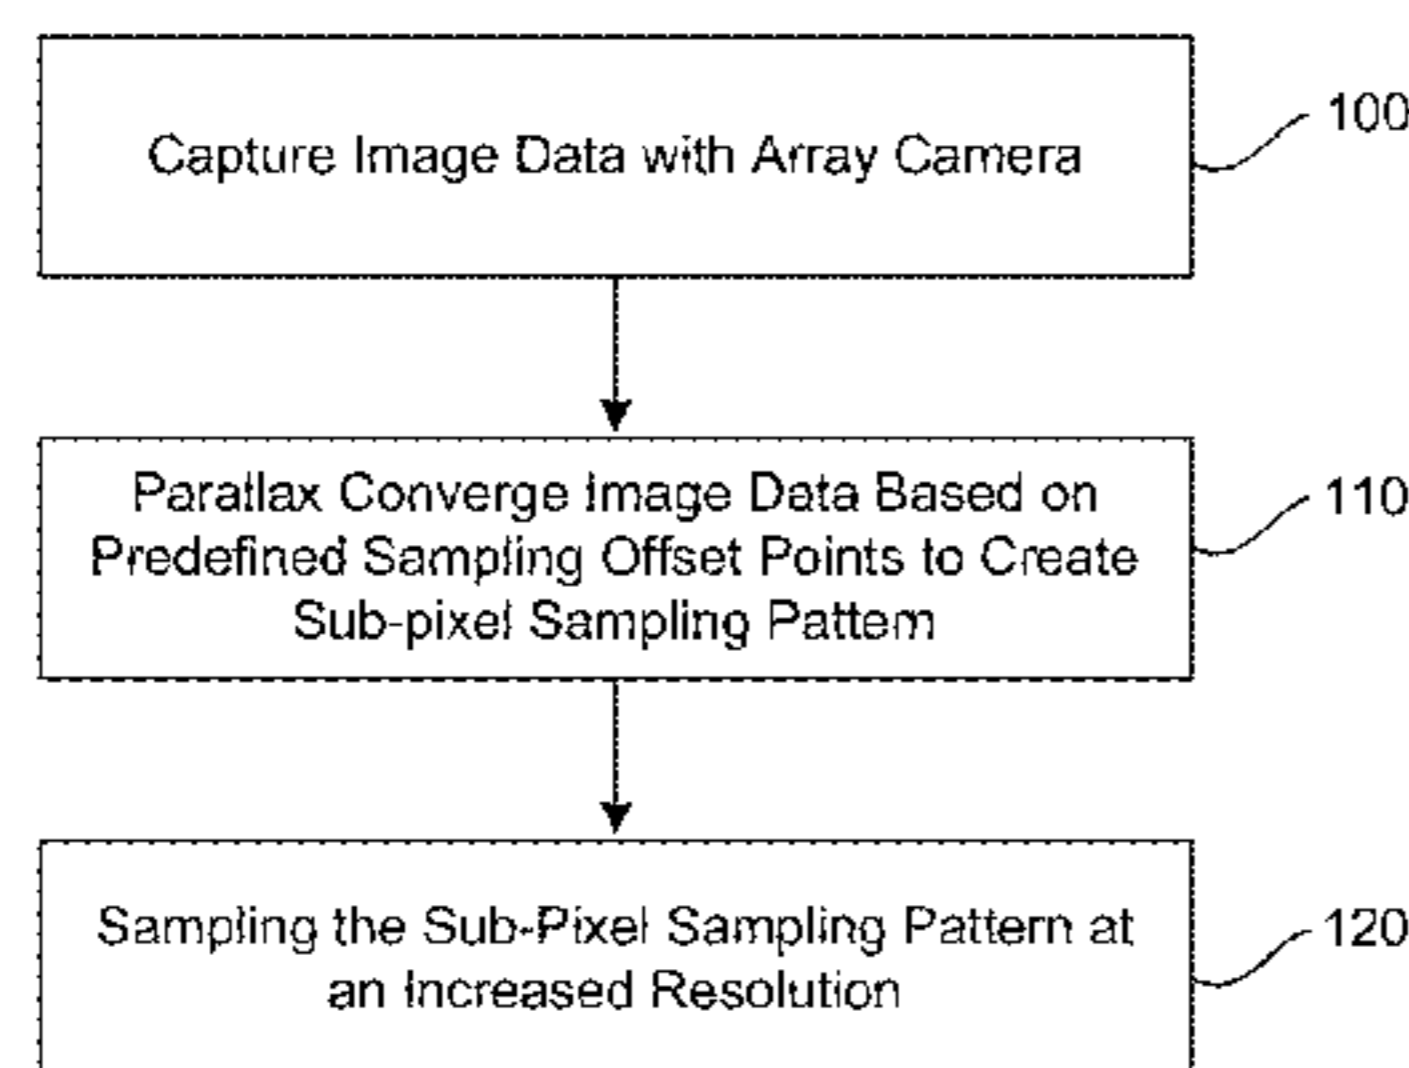 Capture Image Data with Array Camera
100
Parallax Converge Image Data Based on
Predefined Sampling Offset Points to Create
Sub-pixel Sampling Pattern
110
Sampling the Sub-Pixel Sampling Pattern at
an Increased Resolution
120